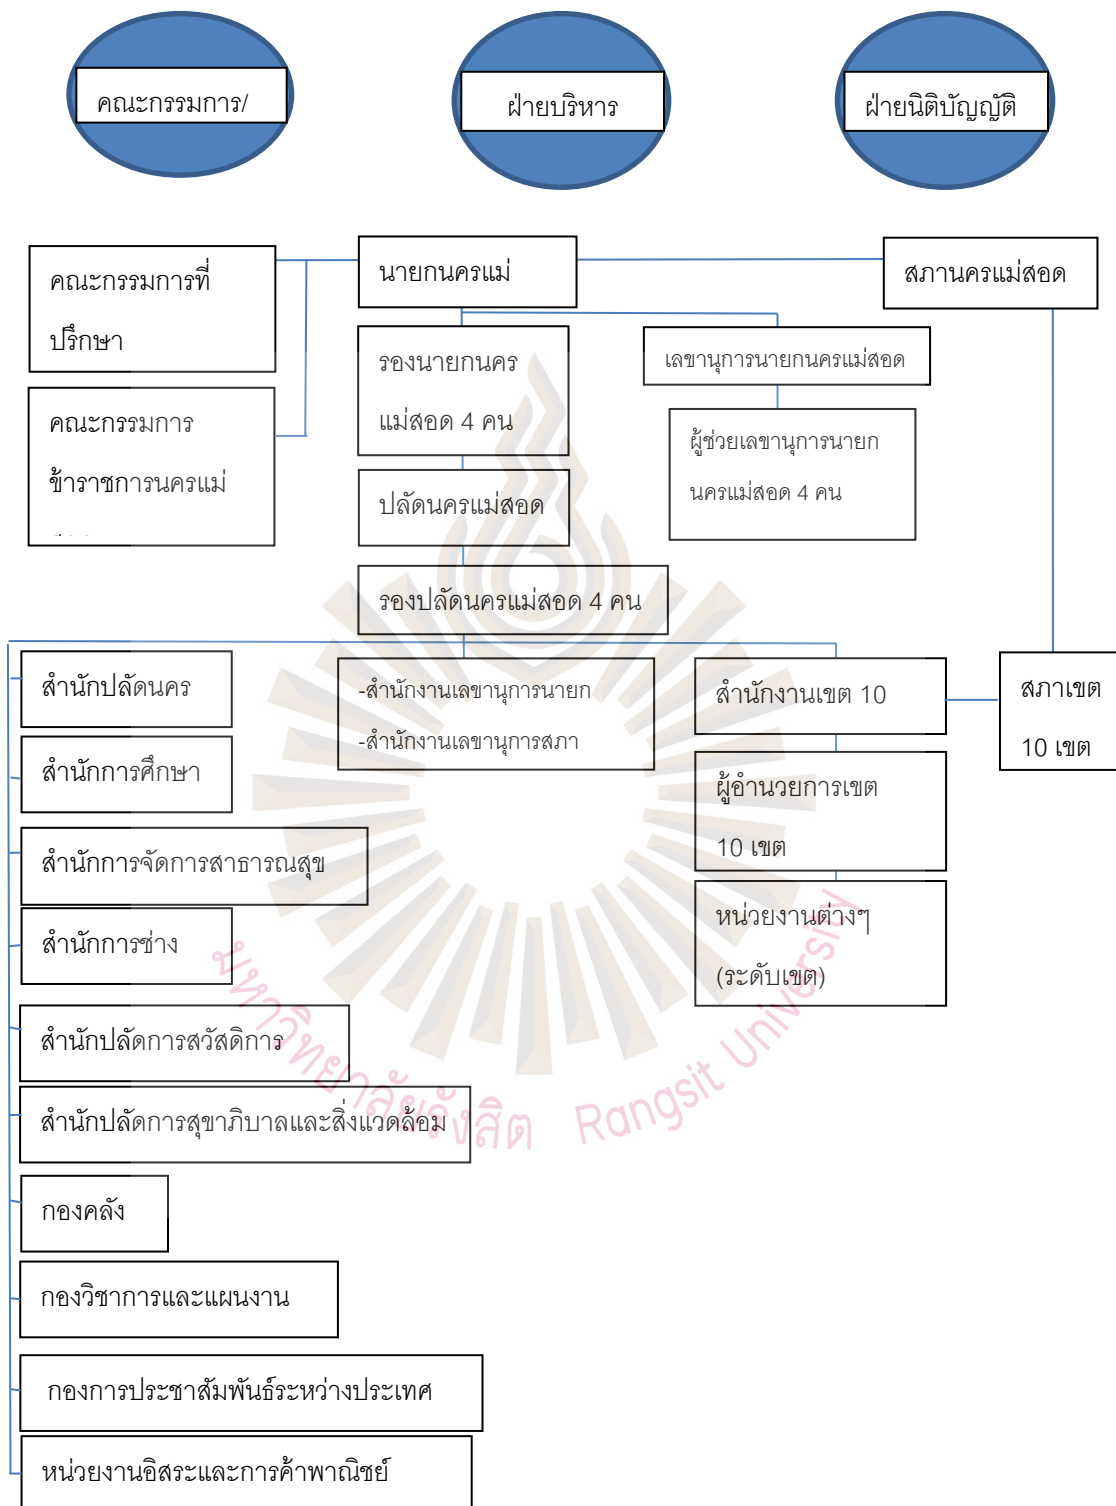 คณะกรรมการ/
ฝ่ายบริหาร
ฝ่ายนิติบัญญัติ
คณะกรรมการที่
ปรึกษา
นายกนครแม่
สภานครแม่สอด
รองนายกนคร
แม่สอด 4 คน
เลขานุการนายกนครแม่สอด
คณะกรรมการ
ข้าราชการนครแม่
ผู้ช่วยเลขานุการนายก
นครแม่สอด 4 คน
ปลัดนครแม่สอด
รองปลัดนครแม่สอด 4 คน
สำนักปลัดนคร
-สำนักงานเลขานุการนายก
-สำนักงานเลขานุการสภา
สำนักงานเขต 10
สภาเขต
10 เขต
สำนักการศึกษา
ผู้อำนวยการเขต
10 เขต
สำนักการจัดการสาธารณสุข
หน่วยงานต่างๆ
(ระดับเขต)
สำนักการช่าง
สำนักปลัดการสวัสดิการ
สำนักปลัดการสุขาภิบาลและสิ่งแวดล้อม
กองคลัง
กองวิชาการและแผนงาน
กองการประชาสัมพันธ์ระหว่างประเทศ
หน่วยงานอิสระและการค้าพาณิชย์
มหาวิทยาลัยรังสิต Rangsit University